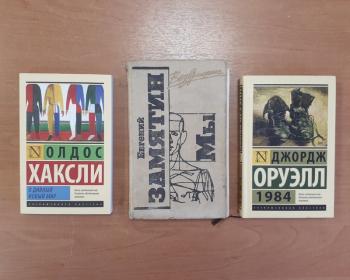 ОЛДОС
ХАКСЛИ
О ДИВНЫЙ
НОВЫЙ МИР
Евгений
ЗАМЯТИН
Мы
ДЖОРДЖ
ОРУЭЛЛ
1984